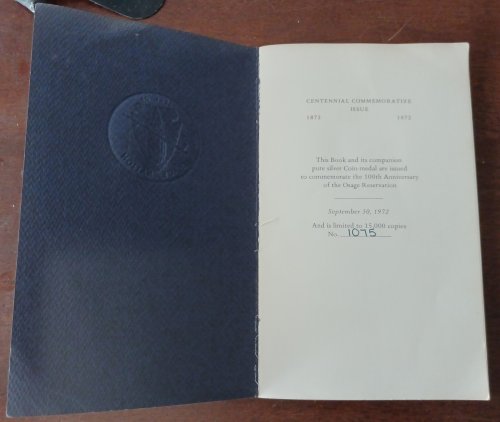 CENTENNIAL COMMEMORATIVE
ISSUE
1872 1972
This Book and its companion
pure silver Coin medal are issued
to commemorate the 100th Anniversary
of the Osage Reservation
September 30, 1972
And is limited to 15,000 copies
No. 1075